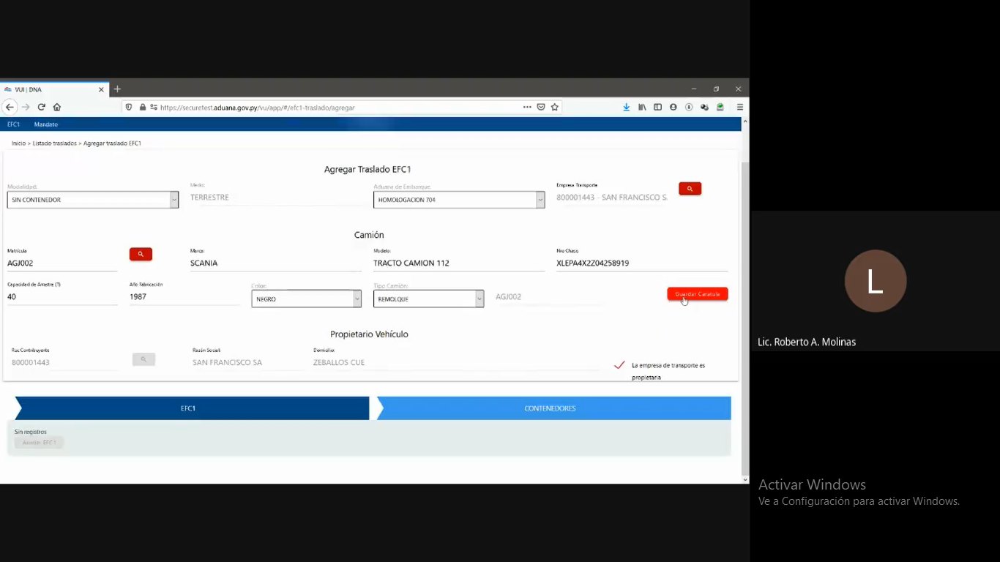 VUI | DNA
https://securetest.aduana.gov.py/vu/app/#/efc1-traslado/agregar
EFC1 Mandato
Inicio > Listado traslados > Agregar traslado EFC1
Agregar Traslado EFC1
Modalidad: Medio: Aduana de Embarque: Empresa Transporte
SIN CONTENEDOR TERRESTRE HOMOLOGACION 704 800001443 - SAN FRANCISCO S.
Camión
Matrícula Marca: Modelo: Nro Chasis
AGJ002 SCANIA TRACTO CAMION 112 XLEPA4X2Z04258919
Capacidad de Arrastre (T) Año Fabricación Color: Tipo Camión:
40 1987 NEGRO REMOLQUE AGJ002 Guardar Caratula
Propietario Vehículo
Ruc Contribuyente Razón Social: Domicilio:
800001443 SAN FRANCISCO SA ZEBALLOS CUE La empresa de transporte es
propietaria
EFC1 CONTENEDORES
Sin registros
Asociar EFC1
L
Lic. Roberto A. Molinas
Activar Windows
Ve a Configuración para activar Windows.